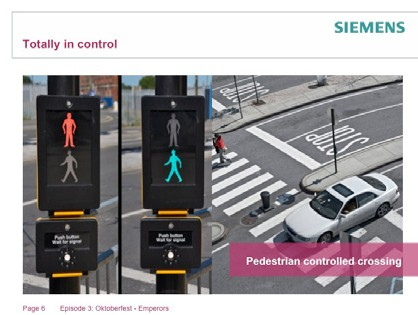 SIEMENS
Totally in control
Push button
Wait for signal
Push button
Wait for signal
STOP
STOP
Pedestrian controlled crossing
Page 6 Episode 3: Oktoberfest - Emperors